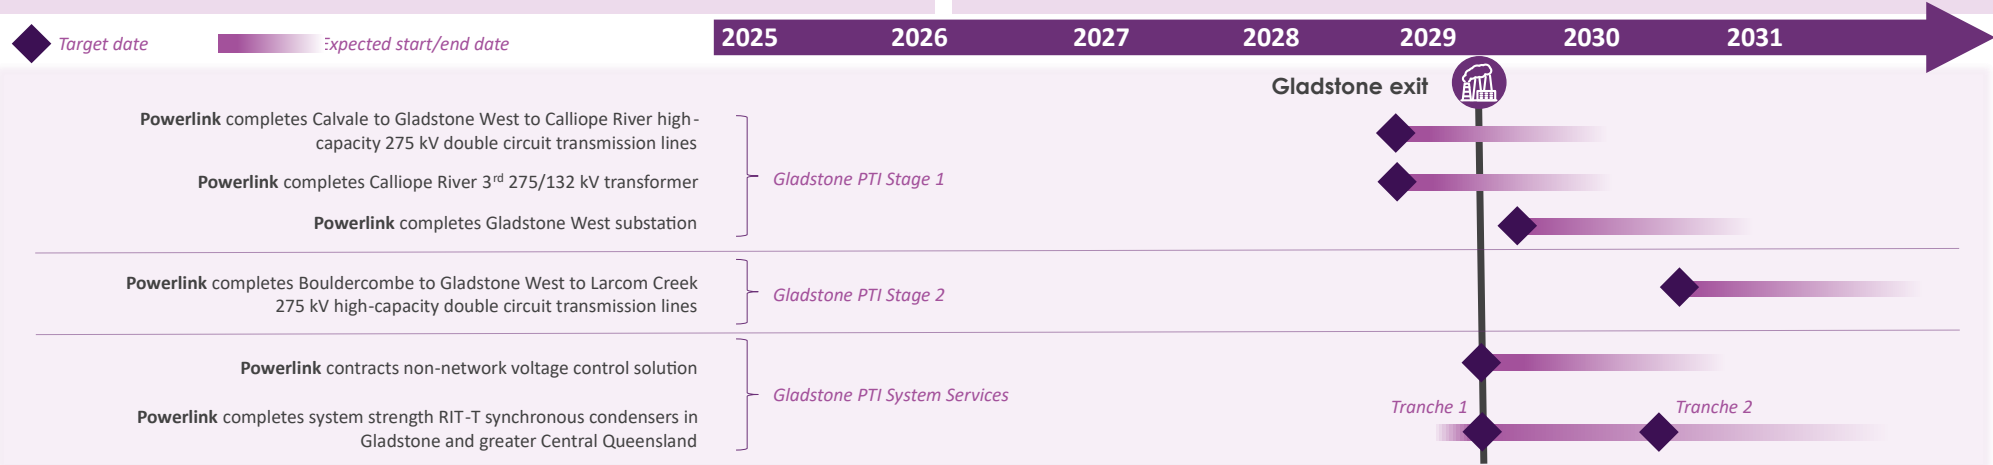 Target date
Expected start/end date
2025 2026 2027 2028 2029 2030 2031
Gladstone exit
Powerlink completes Calvale to Gladstone West to Calliope River high-
capacity 275 kV double circuit transmission lines
Powerlink completes Calliope River 3rd 275/132 kV transformer
Powerlink completes Gladstone West substation
Gladstone PTI Stage 1
Powerlink completes Bouldercombe to Gladstone West to Larcom Creek
275 kV high-capacity double circuit transmission lines
Gladstone PTI Stage 2
Powerlink contracts non-network voltage control solution
Powerlink completes system strength RIT-T synchronous condensers in
Gladstone and greater Central Queensland
Gladstone PTI System Services
Tranche 1
Tranche 2